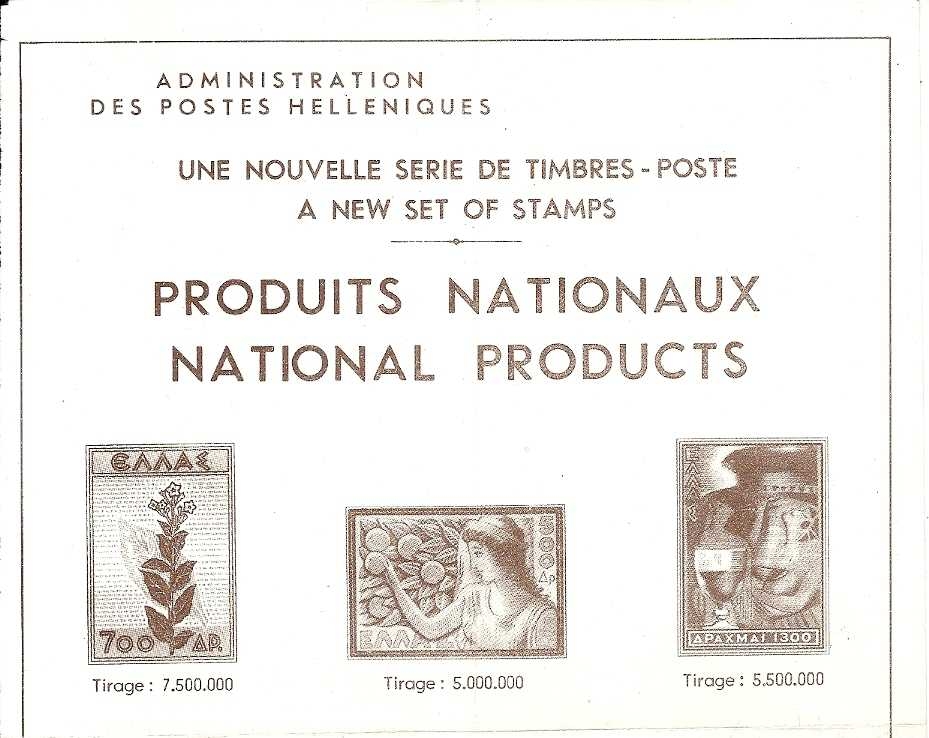 ADMINISTRATION
DES POSTES HELLENIQUES
UNE NOUVELLE SERIE DE TIMBRES - POSTE
A NEW SET OF STAMPS
PRODUITS NATIONAUX
NATIONAL PRODUCTS
ΕΛΛΑΣ
700 ΔΡ.
Tirage : 7.500.000
ΔΡ
ΕΛΛΑΣ
Tirage : 5.000.000
ΕΛΛΑΣ
ΔΡΑΧΜΑΙ 1300
Tirage : 5.500.000